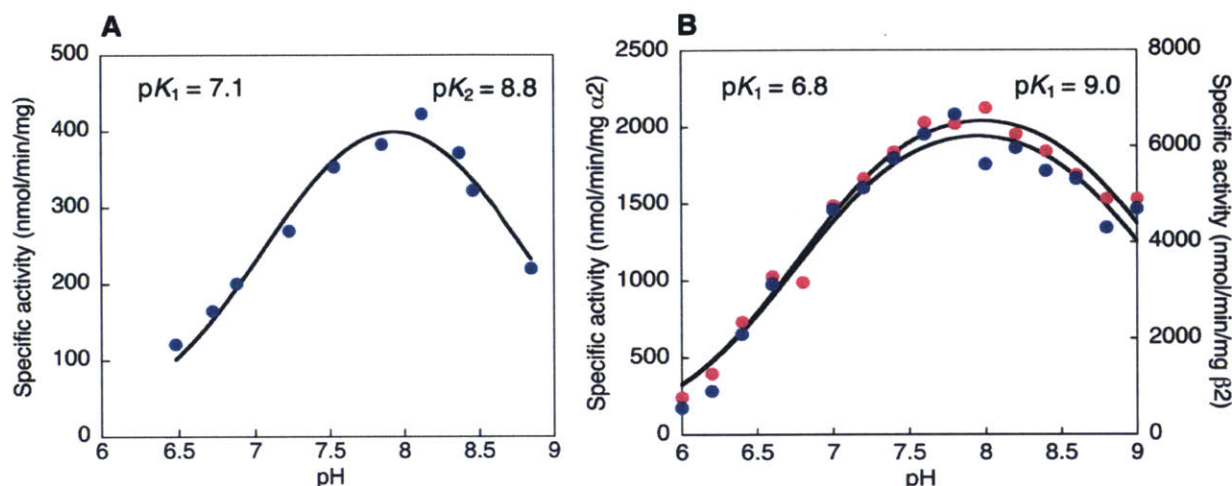 A
500
400
300
200
100
0
6
6.5
7
7.5
8
8.5
9
pH
Specific activity (nmol/min/mg)
pK₁ = 7.1
pK₂ = 8.8
B
2500
2000
1500
1000
500
0
6
6.5
7
7.5
8
8.5
9
pH
Specific activity (nmol/min/mg α2)
pK₁ = 6.8
pK₁ = 9.0
8000
6000
4000
2000
0
Specific activity (nmol/min/mg β2)